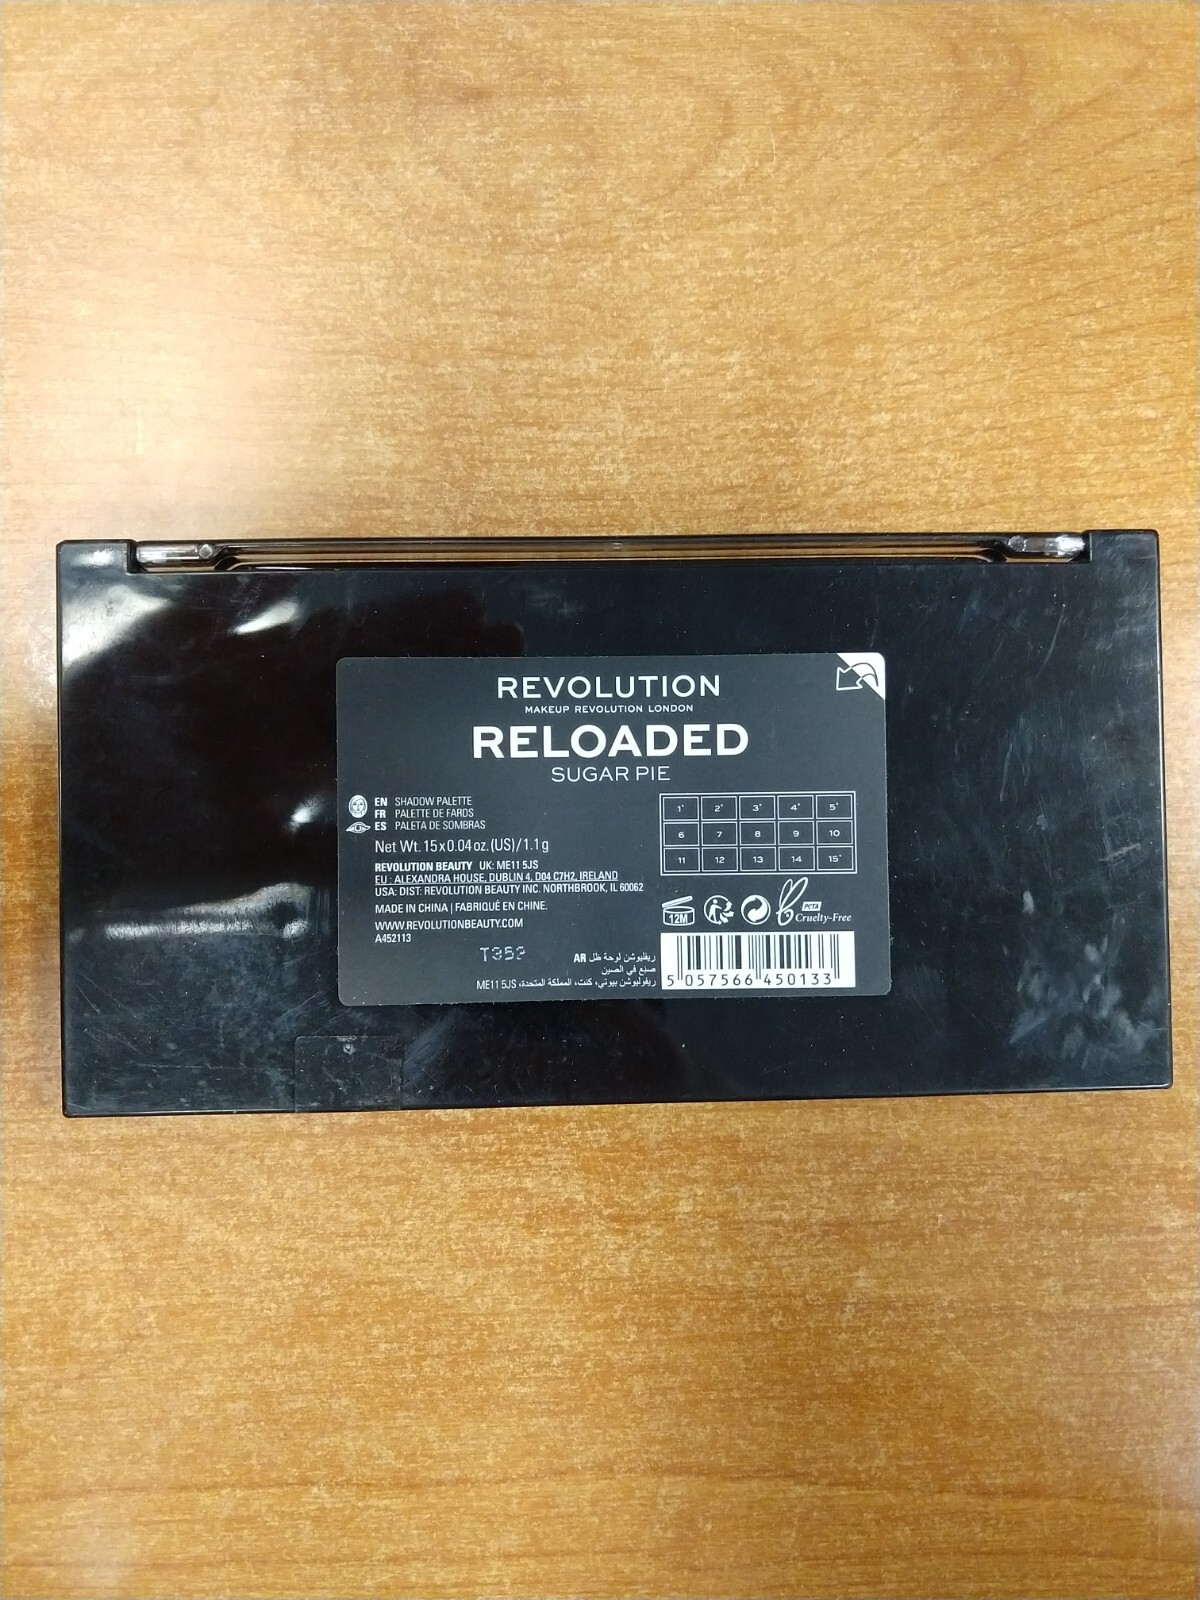 REVOLUTION
MAKEUP REVOLUTION LONDON
RELOADED
SUGAR PIE
EN SHADOW PALETTE
FR PALETTE DE FARDS
ES PALETA DE SOMBRAS
Net Wt. 15 x 0.04 oz. (US) / 1.1 g
REVOLUTION BEAUTY UK: ME11 5JS
EU : ALEXANDRA HOUSE, DUBLIN 4, D04 C7H2, IRELAND
USA: DIST: REVOLUTION BEAUTY INC. NORTHBROOK, IL 60062
MADE IN CHINA | FABRIQUÉ EN CHINE.
WWW.REVOLUTIONBEAUTY.COM
A452113
T353
AR ريفليوشن لوحة ظل
صنع في الصين
ريفوليوشن بيوتي، كنت، المملكة المتحدة، ME11 5JS
1* 2* 3* 4* 5*
6 7 8 9 10
11 12 13 14 15*
12M
PETA
Cruelty-Free
5 057566 450133